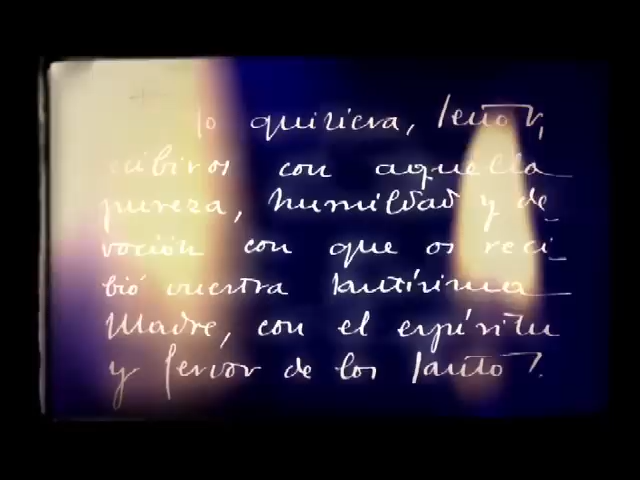 Yo quisiera, Señor,
recibiros con aquella
pureza, humildad y de-
voción con que os reci-
bió vuestra Santísima
Madre, con el espíritu
y fervor de los Santos.